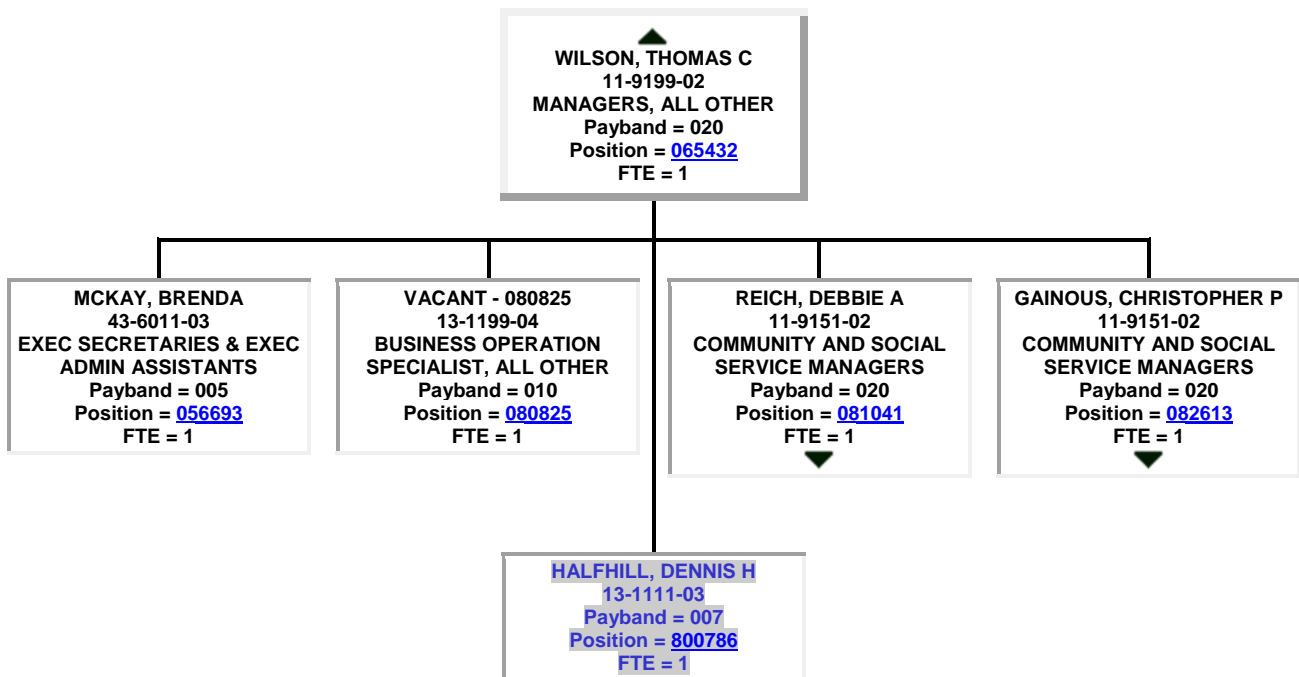 WILSON, THOMAS C
11-9199-02
MANAGERS, ALL OTHER
Payband = 020
Position = 065432
FTE = 1
MCKAY, BRENDA
43-6011-03
EXEC SECRETARIES & EXEC
ADMIN ASSISTANTS
Payband = 005
Position = 056693
FTE = 1
VACANT - 080825
13-1199-04
BUSINESS OPERATION
SPECIALIST, ALL OTHER
Payband = 010
Position = 080825
FTE = 1
REICH, DEBBIE A
11-9151-02
COMMUNITY AND SOCIAL
SERVICE MANAGERS
Payband = 020
Position = 081041
FTE = 1
GAINOUS, CHRISTOPHER P
11-9151-02
COMMUNITY AND SOCIAL
SERVICE MANAGERS
Payband = 020
Position = 082613
FTE = 1
HALFHILL, DENNIS H
13-1111-03
Payband = 007
Position = 800786
FTE = 1